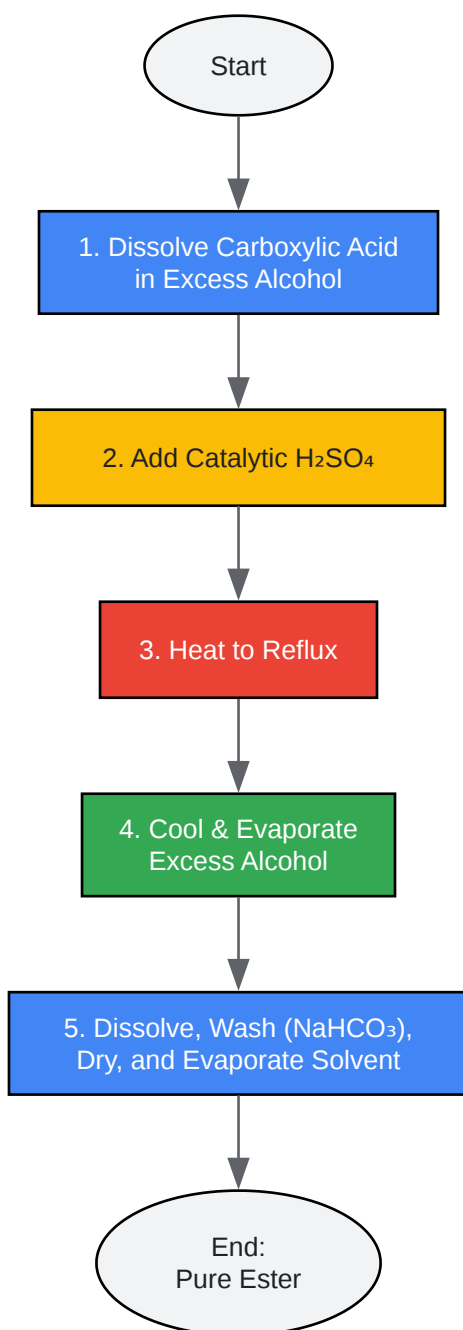 Start
1. Dissolve Carboxylic Acid
in Excess Alcohol
2. Add Catalytic H₂SO₄
3. Heat to Reflux
4. Cool & Evaporate
Excess Alcohol
5. Dissolve, Wash (NaHCO₃),
Dry, and Evaporate Solvent
End:
Pure Ester